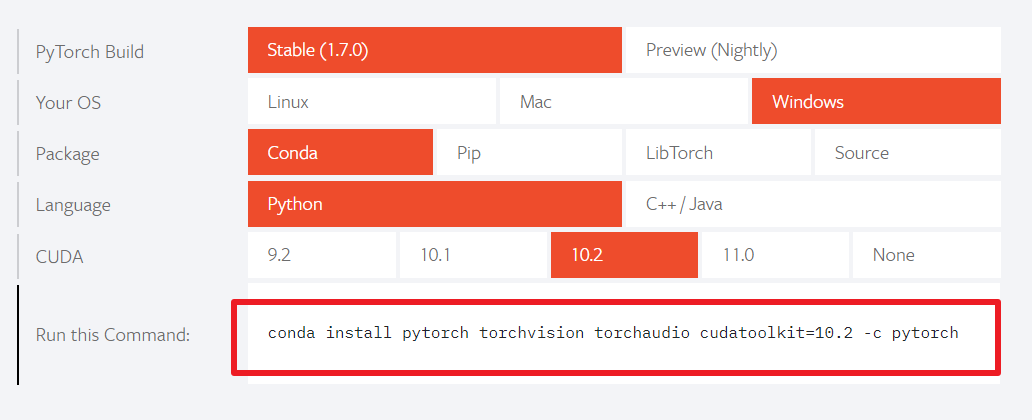 PyTorch Build Stable (1.7.0) Preview (Nightly)
Your OS Linux Mac Windows
Package Conda Pip LibTorch Source
Language Python C++ / Java
CUDA 9.2 10.1 10.2 11.0 None
Run this Command: conda install pytorch torchvision torchaudio cudatoolkit=10.2 -c pytorch